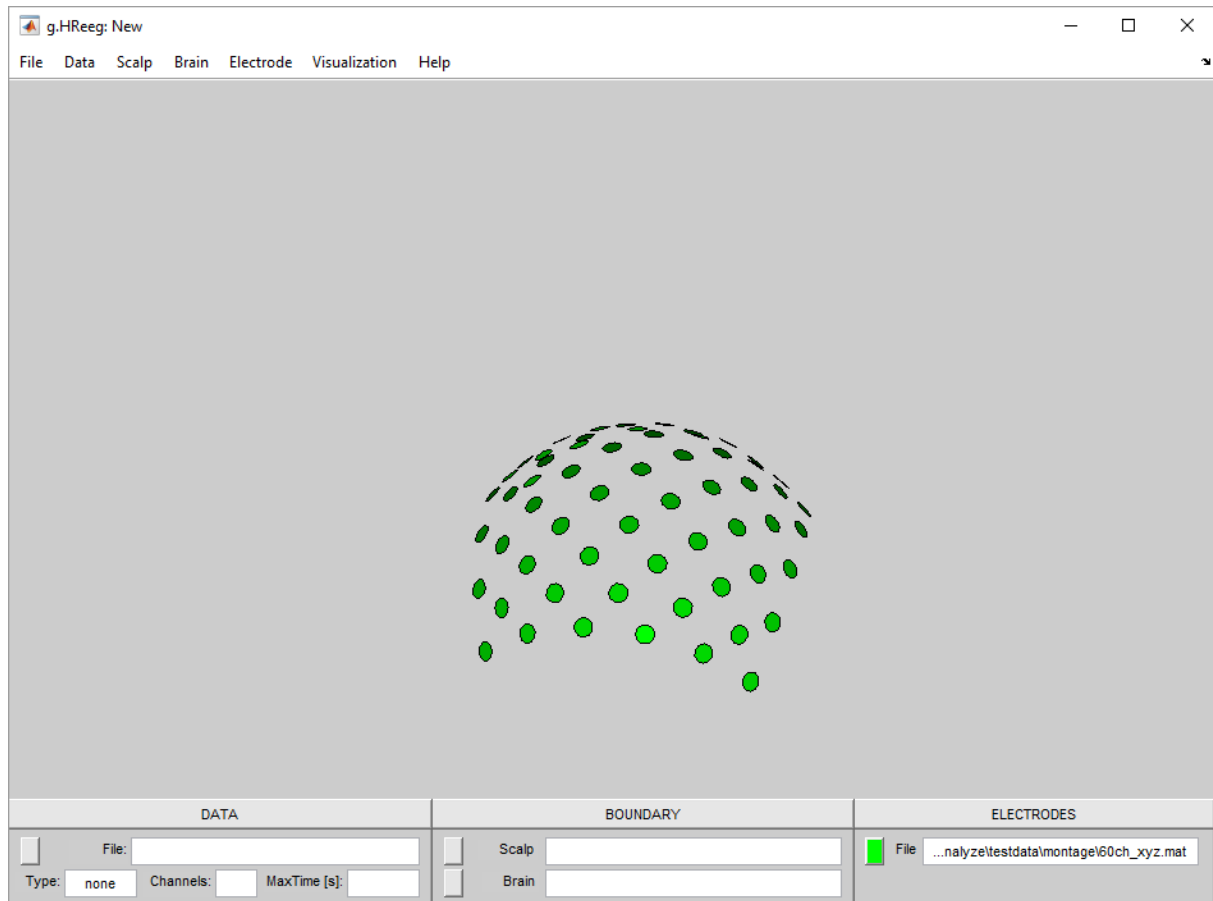 g.HReeg: New
File Data Scalp Brain Electrode Visualization Help
DATA BOUNDARY ELECTRODES
File: Scalp File ...nalyze\testdata\montage\60ch_xyz.mat
Type: none Channels: MaxTime [s]: Brain